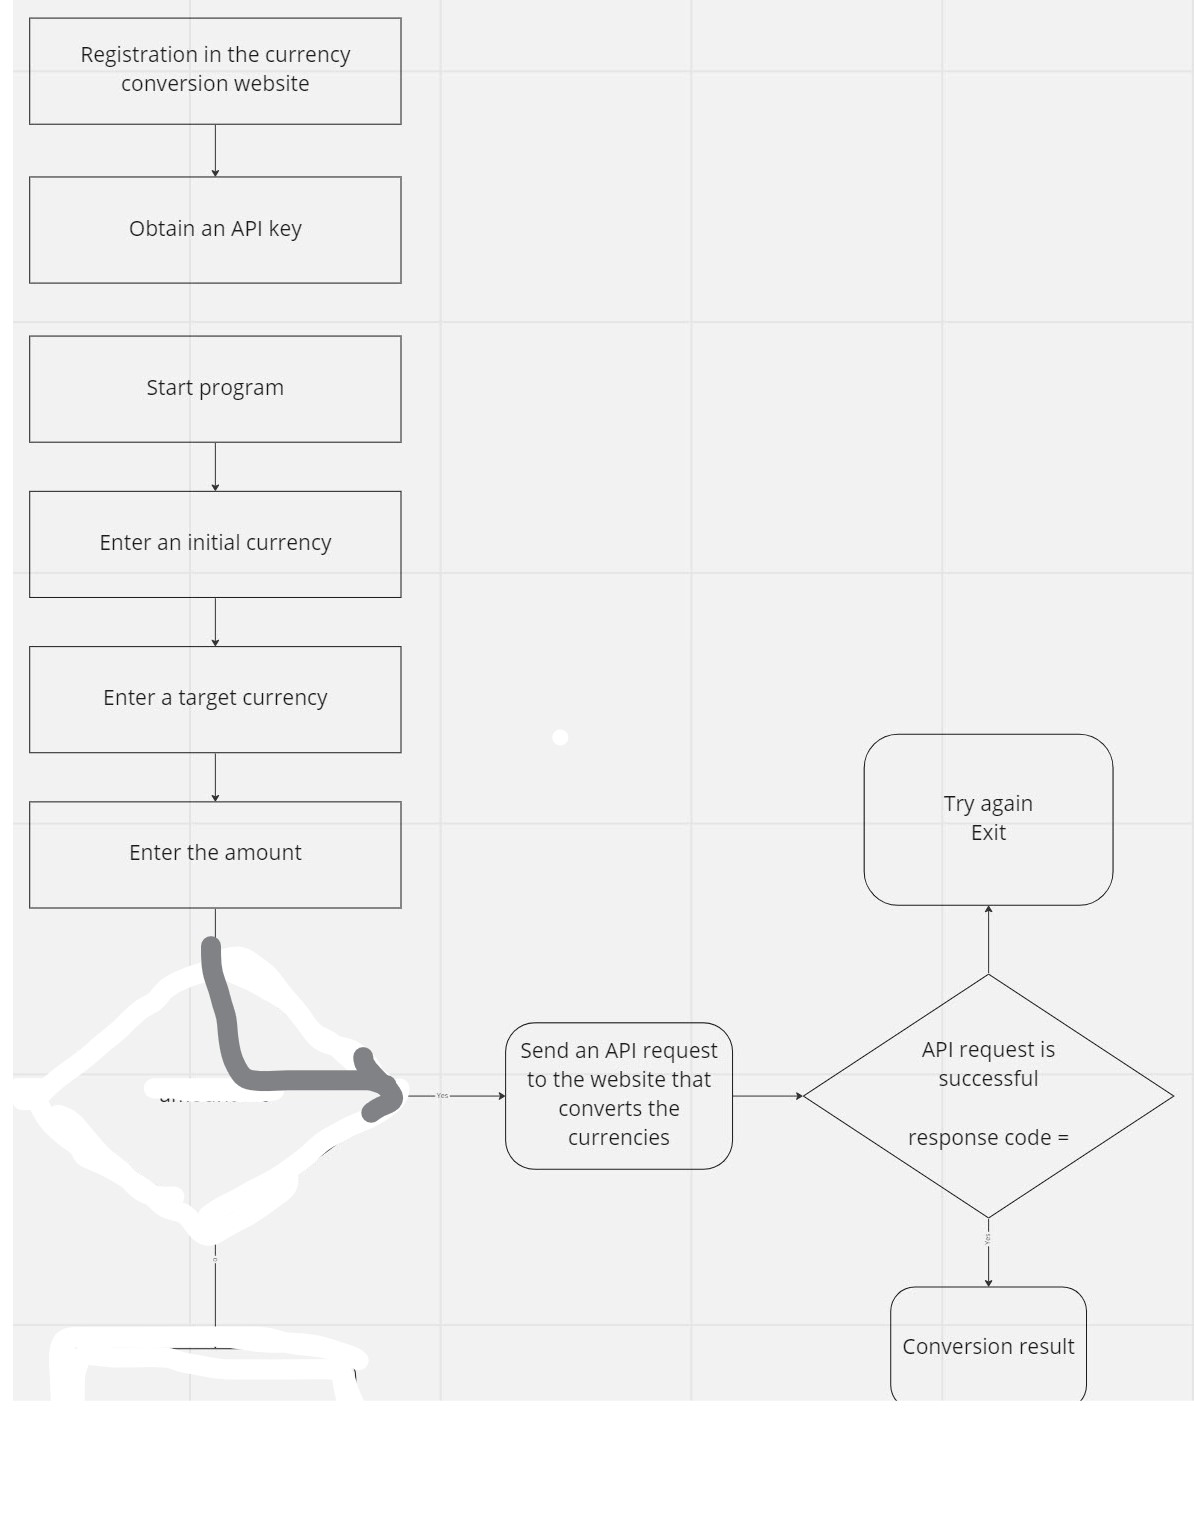 Registration in the currency
conversion website
Obtain an API key
Start program
Enter an initial currency
Enter a target currency
Enter the amount
Yes
Send an API request
to the website that
converts the
currencies
Try again
Exit
API request is
successful
response code =
Yes
Conversion result